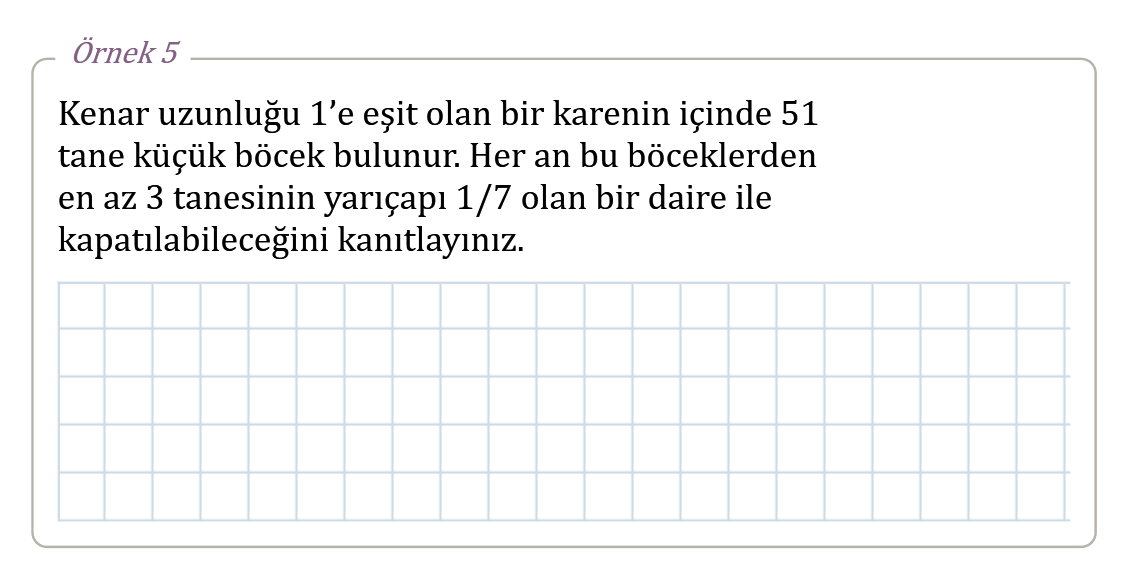 Örnek 5
Kenar uzunluğu 1’e eşit olan bir karenin içinde 51
tane küçük böcek bulunur. Her an bu böceklerden
en az 3 tanesinin yarıçapı 1/7 olan bir daire ile
kapatılabileceğini kanıtlayınız.